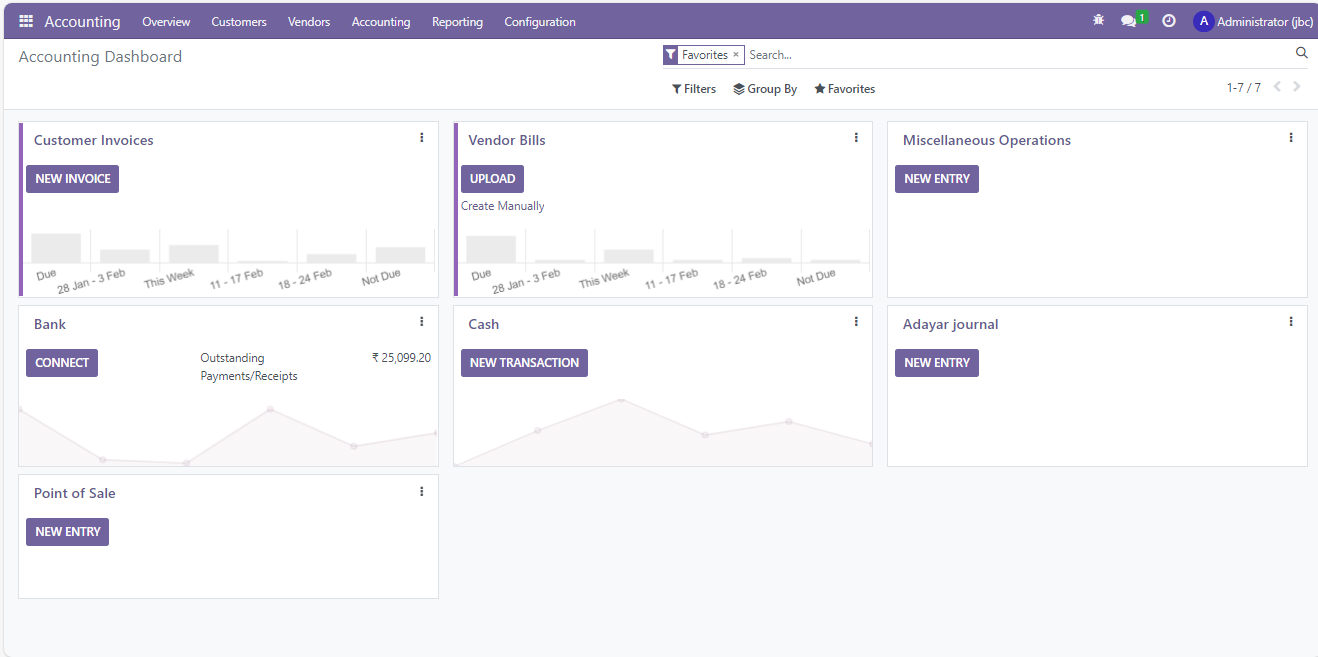 Accounting Overview Customers Vendors Accounting Reporting Configuration 1 A Administrator (jbc)
Accounting Dashboard Favorites × Search...
Filters Group By Favorites 1-7 / 7
Customer Invoices
NEW INVOICE
Due 28 Jan - 3 Feb This Week 11 - 17 Feb 18 - 24 Feb Not Due
Vendor Bills
UPLOAD
Create Manually
Due 28 Jan - 3 Feb This Week 11 - 17 Feb 18 - 24 Feb Not Due
Miscellaneous Operations
NEW ENTRY
Bank
CONNECT Outstanding ₹ 25,099.20
Payments/Receipts
Cash
NEW TRANSACTION
Adayar journal
NEW ENTRY
Point of Sale
NEW ENTRY